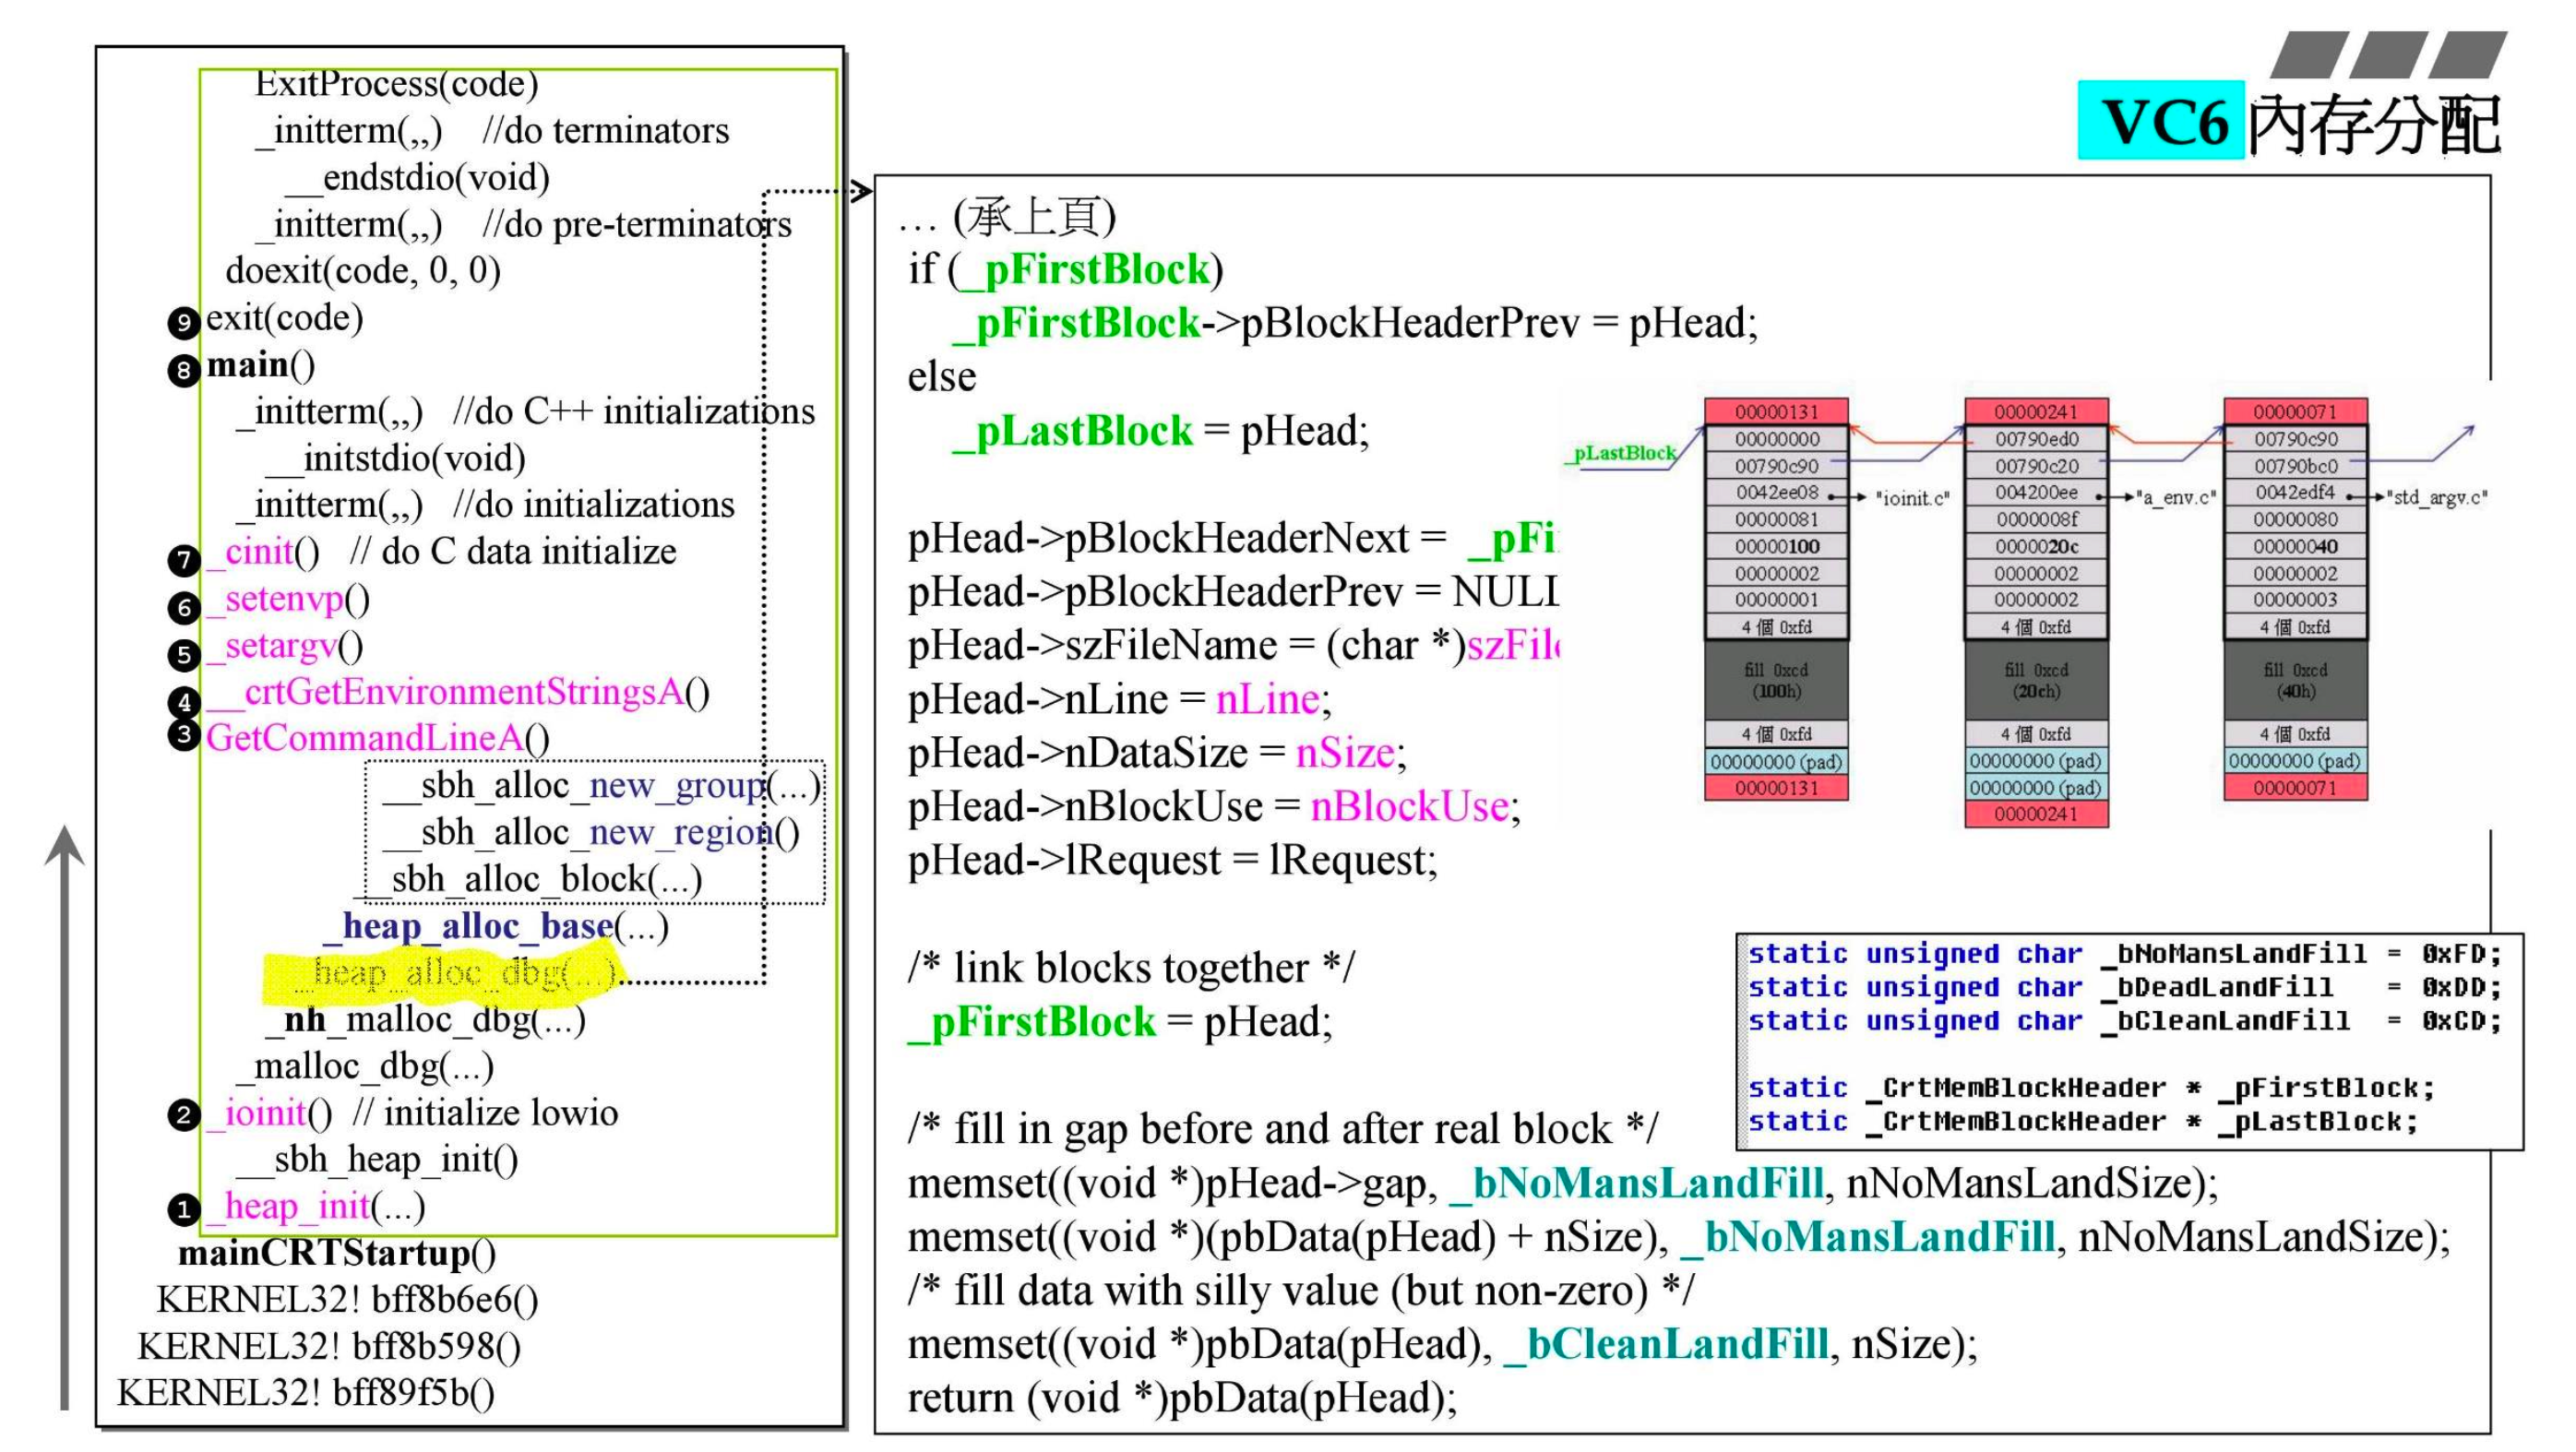 VC6 內存分配
ExitProcess(code)
_initterm(,,) //do terminators
__endstdio(void)
_initterm(,,) //do pre-terminators
doexit(code, 0, 0)
9 exit(code)
8 main()
_initterm(,,) //do C++ initializations
__initstdio(void)
_initterm(,,) //do initializations
7 _cinit() // do C data initialize
6 _setenvp()
5 _setargv()
4 __crtGetEnvironmentStringsA()
3 GetCommandLineA()
__sbh_alloc_new_group(...)
__sbh_alloc_new_region()
__sbh_alloc_block(...)
_heap_alloc_base(...)
_heap_alloc_dbg(...)
_nh_malloc_dbg(...)
_malloc_dbg(...)
2 _ioinit() // initialize lowio
__sbh_heap_init()
1 _heap_init(...)
mainCRTStartup()
KERNEL32! bff8b6e6()
KERNEL32! bff8b598()
KERNEL32! bff89f5b()
… (承上頁)
if (_pFirstBlock)
_pFirstBlock->pBlockHeaderPrev = pHead;
else
_pLastBlock = pHead;
pHead->pBlockHeaderNext = _pFi
pHead->pBlockHeaderPrev = NULL
pHead->szFileName = (char *)szFile
pHead->nLine = nLine;
pHead->nDataSize = nSize;
pHead->nBlockUse = nBlockUse;
pHead->lRequest = lRequest;
/* link blocks together */
_pFirstBlock = pHead;
/* fill in gap before and after real block */
memset((void *)pHead->gap, _bNoMansLandFill, nNoMansLandSize);
memset((void *)(pbData(pHead) + nSize), _bNoMansLandFill, nNoMansLandSize);
/* fill data with silly value (but non-zero) */
memset((void *)pbData(pHead), _bCleanLandFill, nSize);
return (void *)pbData(pHead);
_pLastBlock
00000131
00000000
00790c90
0042ee08 "ioinit.c"
00000081
00000100
00000002
00000001
4 個 0xfd
fill 0xcd
(100h)
4 個 0xfd
00000000 (pad)
00000131
00000241
00790ed0
00790c20
004200ee "a_env.c"
0000008f
0000020c
00000002
00000002
4 個 0xfd
fill 0xcd
(20ch)
4 個 0xfd
00000000 (pad)
00000000 (pad)
00000241
00000071
00790c90
00790bc0
0042edf4 "std_argv.c"
00000080
00000040
00000002
00000003
4 個 0xfd
fill 0xcd
(40h)
4 個 0xfd
00000000 (pad)
00000071
static unsigned char _bNoMansLandFill = 0xFD;
static unsigned char _bDeadLandFill = 0xDD;
static unsigned char _bCleanLandFill = 0xCD;
static _CrtMemBlockHeader * _pFirstBlock;
static _CrtMemBlockHeader * _pLastBlock;